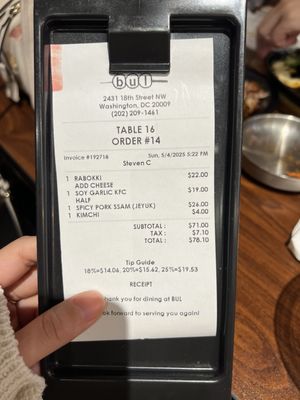 bul
2431 18th Street NW
Washington, DC 20009
(202) 209-1461
TABLE 16
ORDER #14
Invoice #192718 Sun, 5/4/2025 5:22 PM
Steven C
1 RABOKKI $22.00
ADD CHEESE
1 SOY GARLIC KFC $19.00
HALF
1 SPICY PORK SSAM (JEYUK) $26.00
1 KIMCHI $4.00
SUBTOTAL : $71.00
TAX : $7.10
TOTAL : $78.10
Tip Guide
18%=$14.06, 20%=$15.62, 25%=$19.53
RECEIPT
hank you for dining at BUL
ok forward to serving you again!